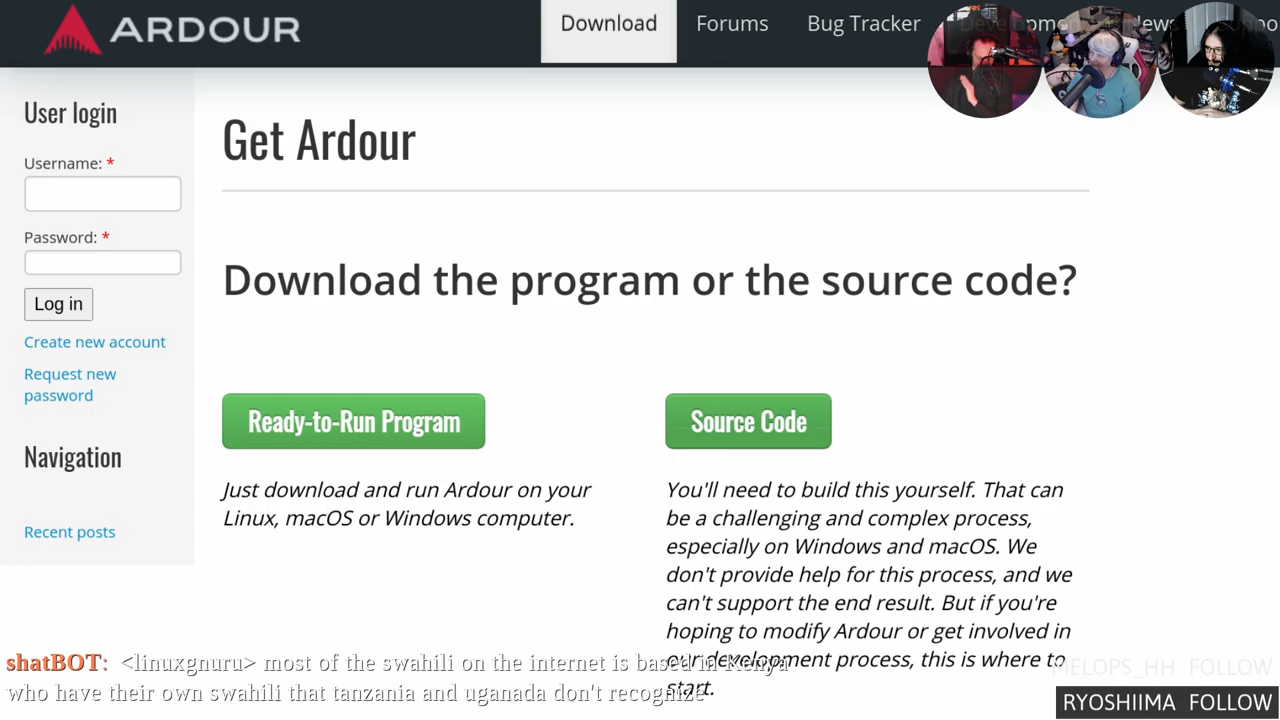 ARDOUR
Download
Forums
Bug Tracker
User login
Username: *
Password: *
Log in
Create new account
Request new
password
Navigation
Recent posts
Get Ardour
Download the program or the source code?
Ready-to-Run Program
Just download and run Ardour on your
Linux, macOS or Windows computer.
Source Code
You'll need to build this yourself. That can
be a challenging and complex process,
especially on Windows and macOS. We
don't provide help for this process, and we
can't support the end result. But if you're
hoping to modify Ardour or get involved in
our development process, this is where to
start.
shatBOT: <linuxgnuru> most of the swahili on the internet is based in Kenya
who have their own swahili that tanzania and uganada don't recognize
MELOPS_HH FOLLOW
RYOSHIIMA FOLLOW